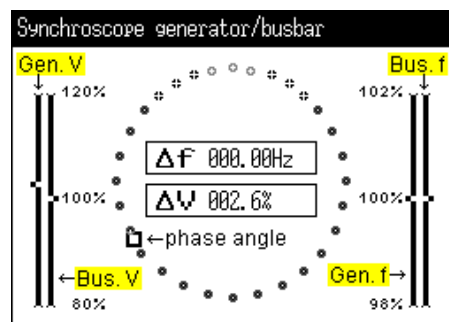 Synchroscope generator/busbar
Gen. V
Bus. f
120%
102%
Δf 000.00Hz
ΔV 002.6%
100%
100%
←phase angle
←Bus. V
Gen. f→
80%
98%